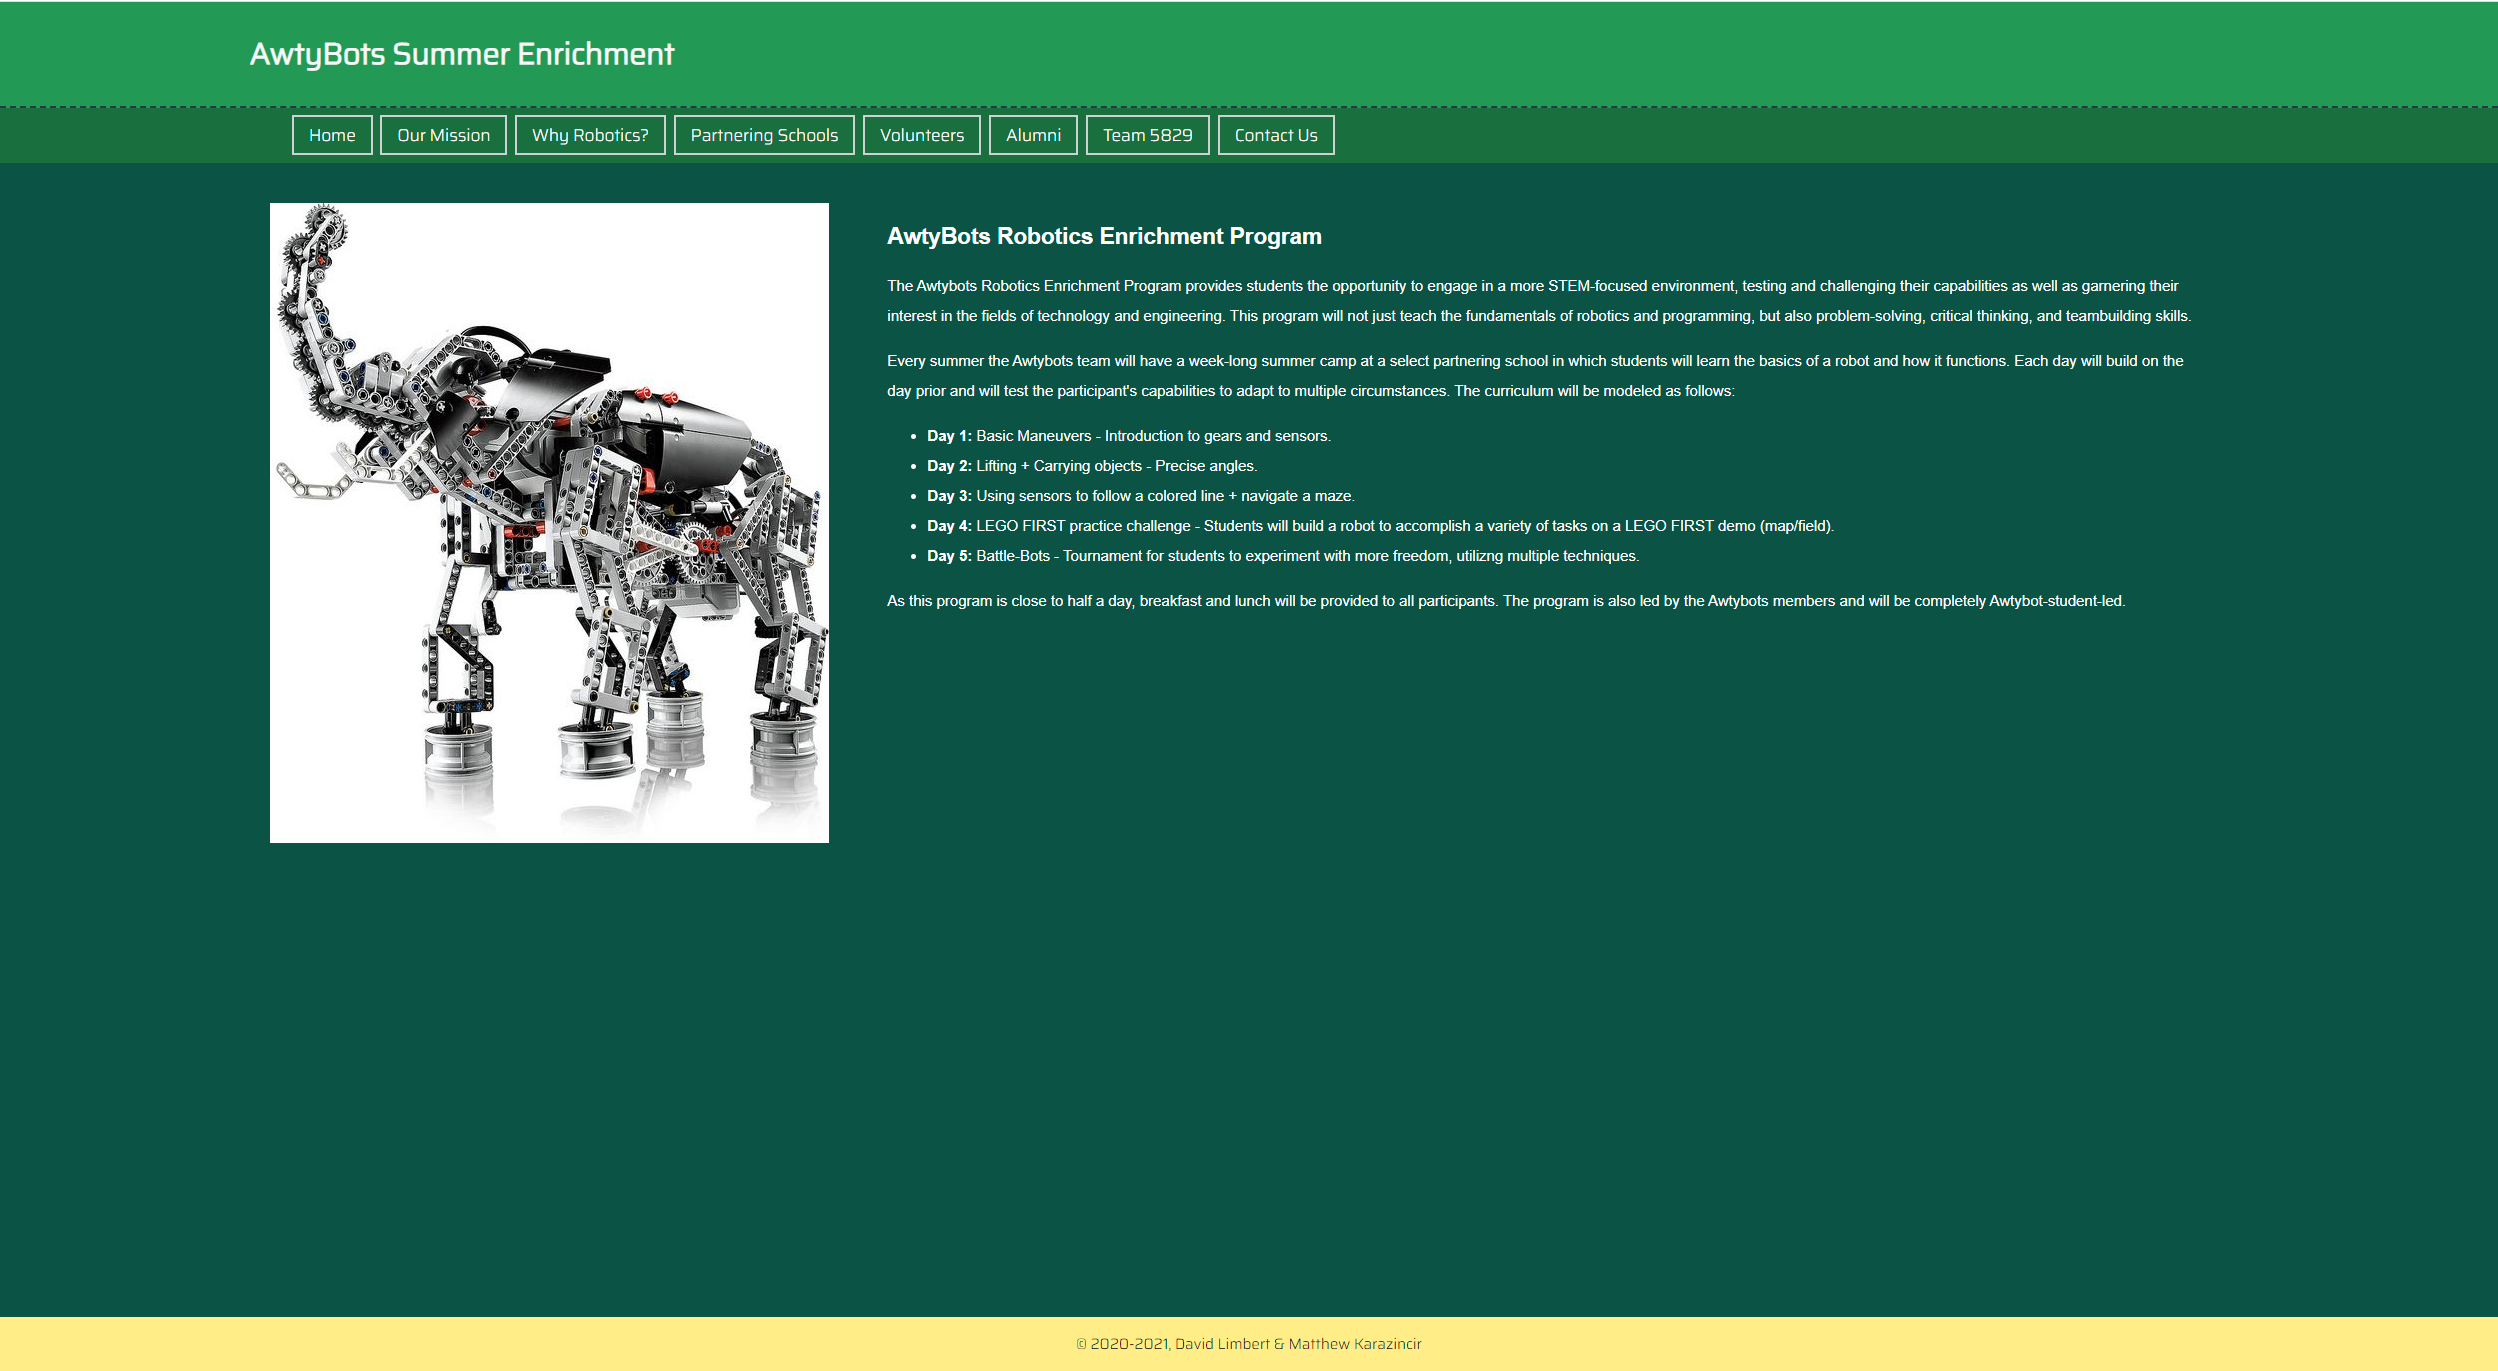 AwtyBots Summer Enrichment
Home
Our Mission
Why Robotics?
Partnering Schools
Volunteers
Alumni
Team 5829
Contact Us
AwtyBots Robotics Enrichment Program
The Awtybots Robotics Enrichment Program provides students the opportunity to engage in a more STEM-focused environment, testing and challenging their capabilities as well as garnering their
interest in the fields of technology and engineering. This program will not just teach the fundamentals of robotics and programming, but also problem-solving, critical thinking, and teambuilding skills.
Every summer the Awtybots team will have a week-long summer camp at a select partnering school in which students will learn the basics of a robot and how it functions. Each day will build on the
day prior and will test the participant's capabilities to adapt to multiple circumstances. The curriculum will be modeled as follows:
• Day 1: Basic Maneuvers - Introduction to gears and sensors.
• Day 2: Lifting + Carrying objects - Precise angles.
• Day 3: Using sensors to follow a colored line + navigate a maze.
• Day 4: LEGO FIRST practice challenge - Students will build a robot to accomplish a variety of tasks on a LEGO FIRST demo (map/field).
• Day 5: Battle-Bots - Tournament for students to experiment with more freedom, utilizng multiple techniques.
As this program is close to half a day, breakfast and lunch will be provided to all participants. The program is also led by the Awtybots members and will be completely Awtybot-student-led.
© 2020-2021, David Limbert & Matthew Karazincir